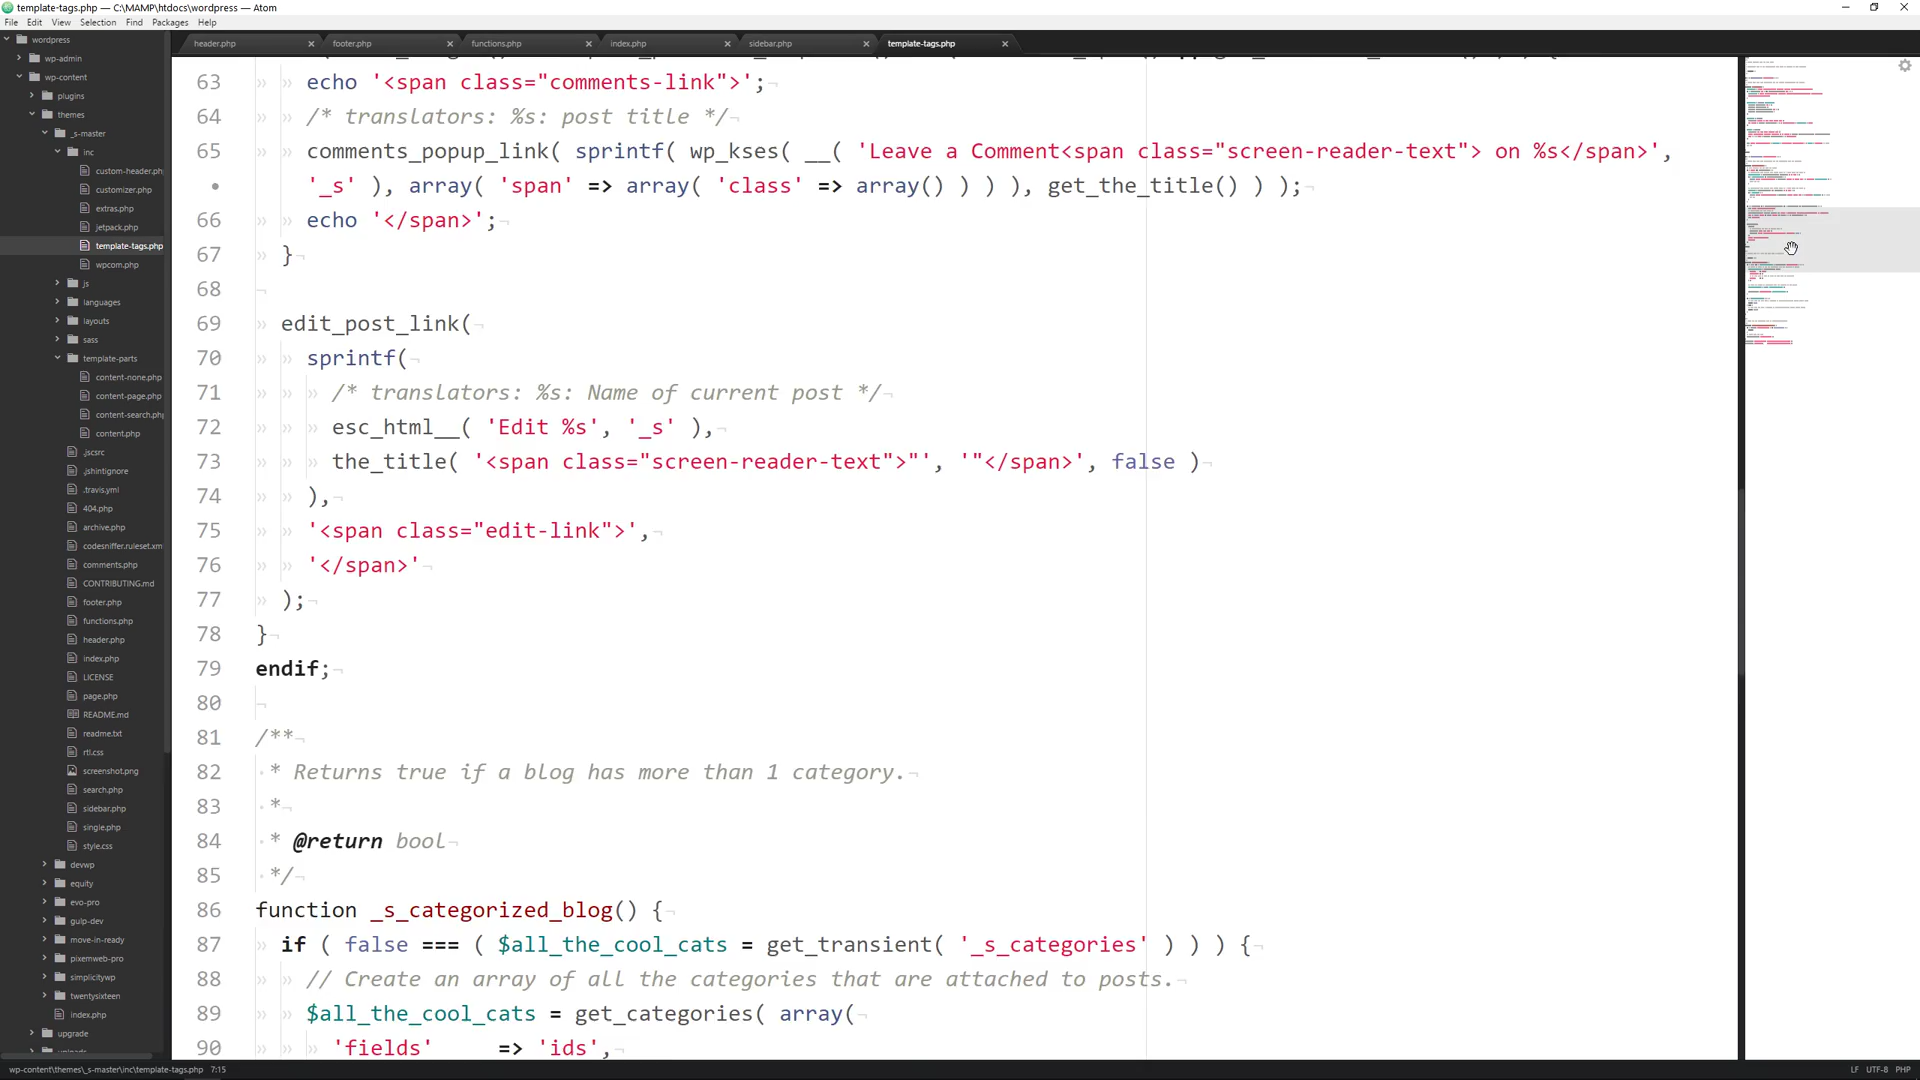 template-tags.php — C:\MAMP\htdocs\wordpress — Atom
File Edit View Selection Find Packages Help
header.php footer.php functions.php index.php sidebar.php template-tags.php
wordpress
wp-admin
wp-content
plugins
themes
_s-master
inc
custom-header.php
customizer.php
extras.php
jetpack.php
template-tags.php
wpcom.php
js
languages
layouts
sass
template-parts
content-none.php
content-page.php
content-search.php
content.php
.jscsrc
.jshintignore
.travis.yml
404.php
archive.php
codesniffer.ruleset.xm
comments.php
CONTRIBUTING.md
footer.php
functions.php
header.php
index.php
LICENSE
page.php
README.md
readme.txt
rtl.css
screenshot.png
search.php
sidebar.php
single.php
style.css
devwp
equity
evo-pro
gulp-dev
move-in-ready
pixemweb-pro
simplicitywp
twentysixteen
index.php
upgrade
63 echo '<span class="comments-link">';
64 /* translators: %s: post title */
65 comments_popup_link( sprintf( wp_kses( __( 'Leave a Comment<span class="screen-reader-text"> on %s</span>',
'_s' ), array( 'span' => array( 'class' => array() ) ) ), get_the_title() ) );
66 echo '</span>';
67 }
68
69 edit_post_link(
70 sprintf(
71 /* translators: %s: Name of current post */
72 esc_html__( 'Edit %s', '_s' ),
73 the_title( '<span class="screen-reader-text">"', '"</span>', false )
74 ),
75 '<span class="edit-link">',
76 '</span>'
77 );
78 }
79 endif;
80
81 /**
82 * Returns true if a blog has more than 1 category.
83 *
84 * @return bool
85 */
86 function _s_categorized_blog() {
87 if ( false === ( $all_the_cool_cats = get_transient( '_s_categories' ) ) ) {
88 // Create an array of all the categories that are attached to posts.
89 $all_the_cool_cats = get_categories( array(
90 'fields' => 'ids',
wp-content\themes\_s-master\inc\template-tags.php 7:15 LF UTF-8 PHP